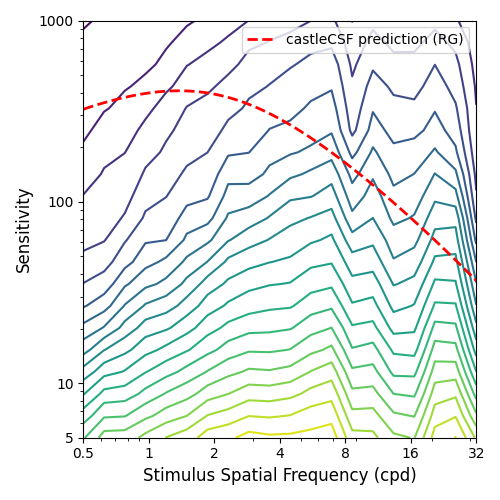 1000
castleCSF prediction (RG)
100
10
5
Sensitivity
0.5 1 2 4 8 16 32
Stimulus Spatial Frequency (cpd)